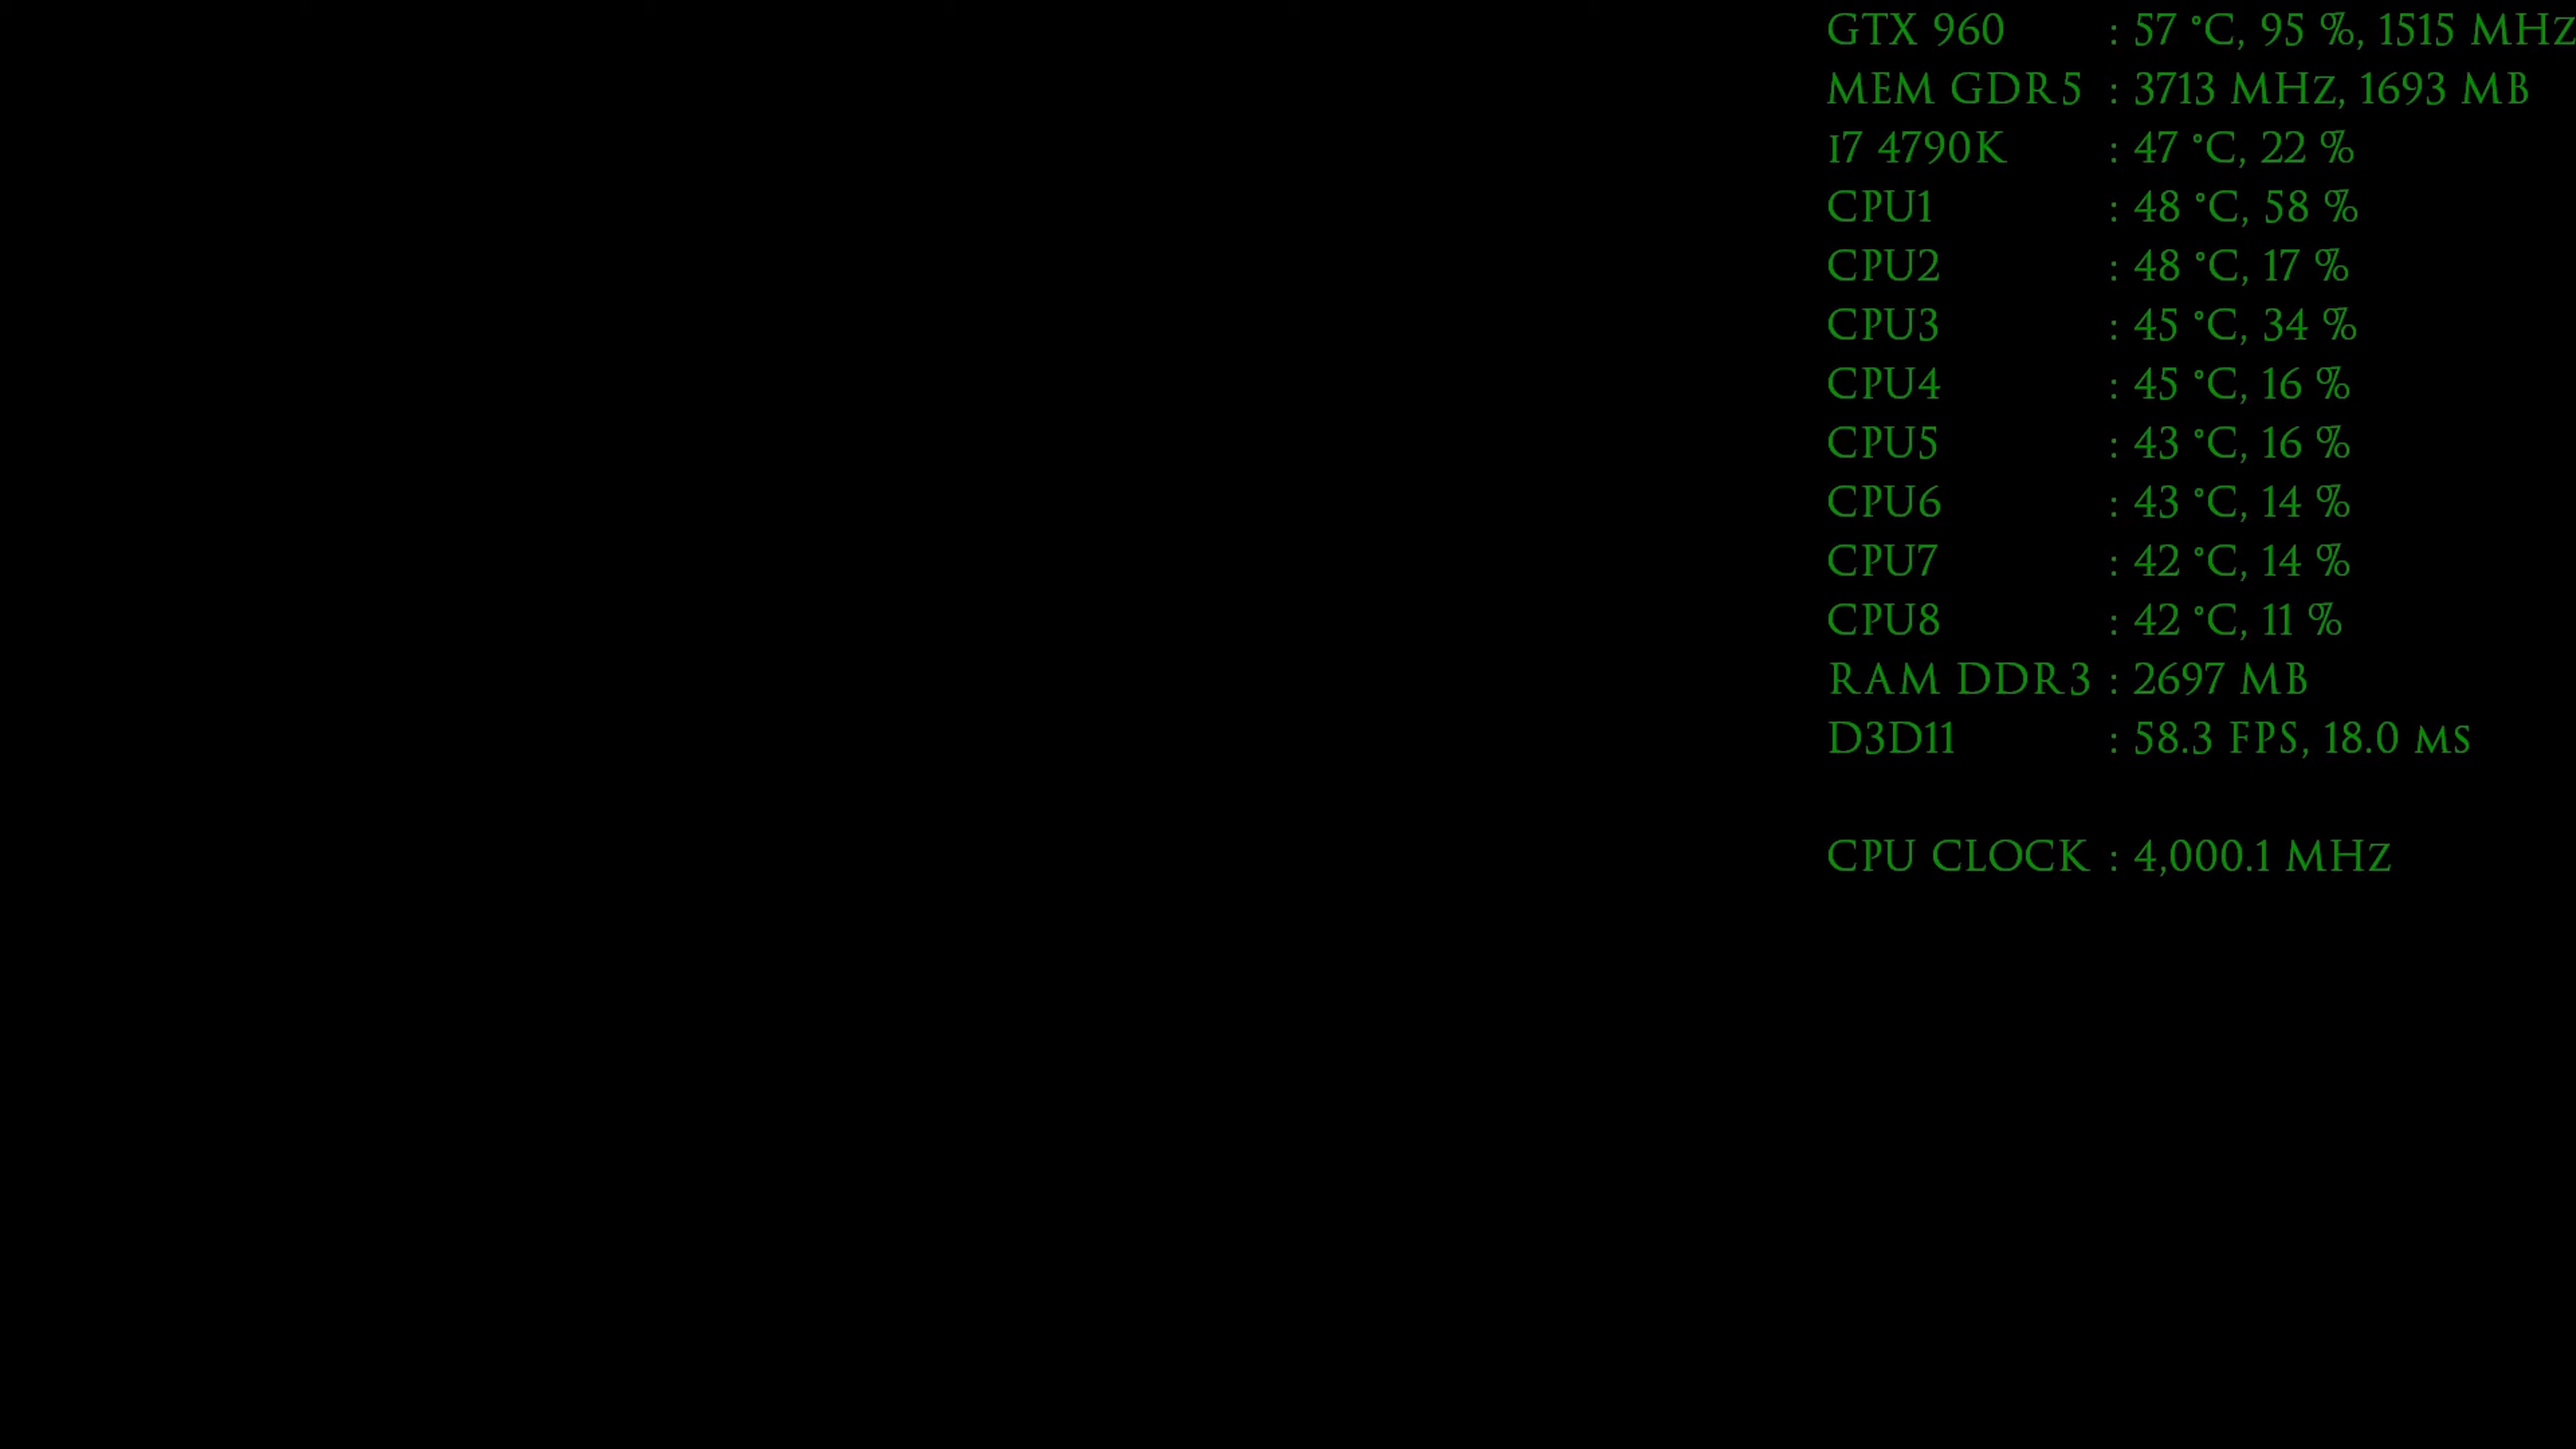 GTX 960 : 57 °C, 95 %, 1515 MHz
MEM GDR5 : 3713 MHz, 1693 MB
i7 4790K : 47 °C, 22 %
CPU1 : 48 °C, 58 %
CPU2 : 48 °C, 17 %
CPU3 : 45 °C, 34 %
CPU4 : 45 °C, 16 %
CPU5 : 43 °C, 16 %
CPU6 : 43 °C, 14 %
CPU7 : 42 °C, 14 %
CPU8 : 42 °C, 11 %
RAM DDR3 : 2697 MB
D3D11 : 58.3 FPS, 18.0 ms
CPU CLOCK : 4,000.1 MHz